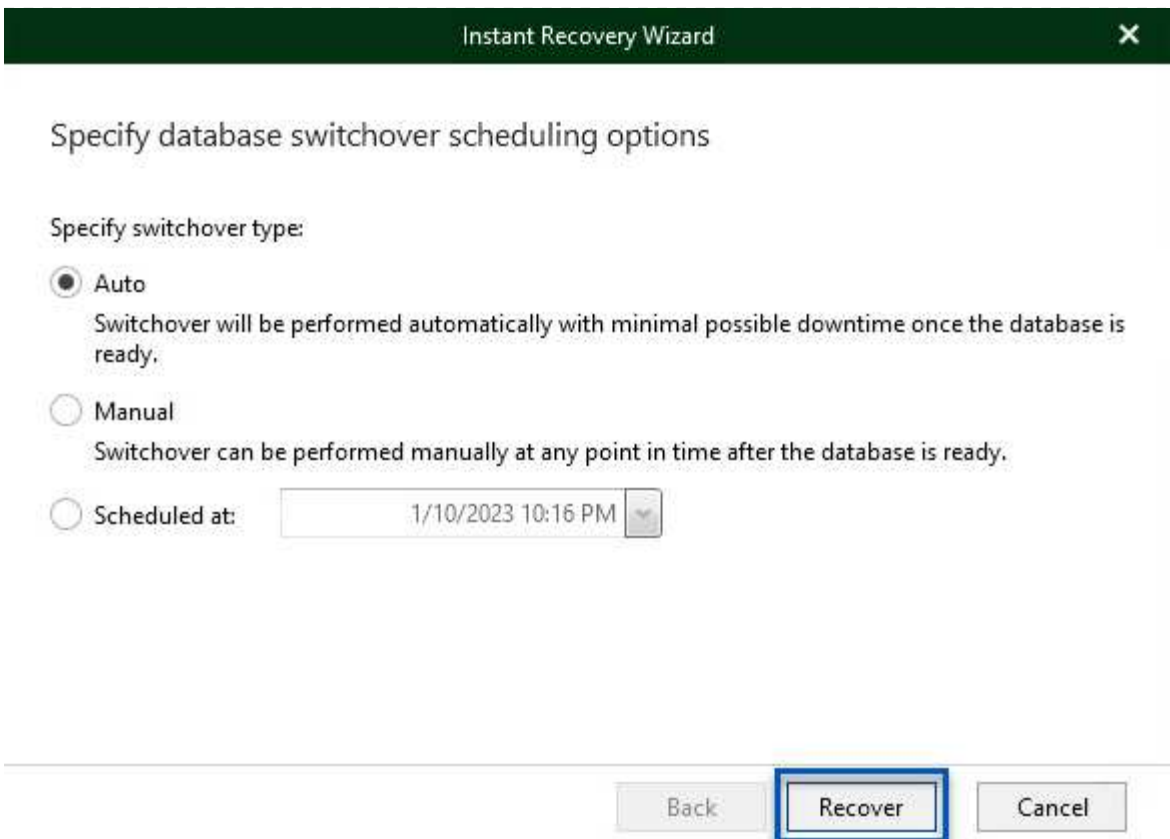 Instant Recovery Wizard
Specify database switchover scheduling options
Specify switchover type:
Auto
Switchover will be performed automatically with minimal possible downtime once the database is
ready.
Manual
Switchover can be performed manually at any point in time after the database is ready.
Scheduled at: 1/10/2023 10:16 PM
Back Recover Cancel